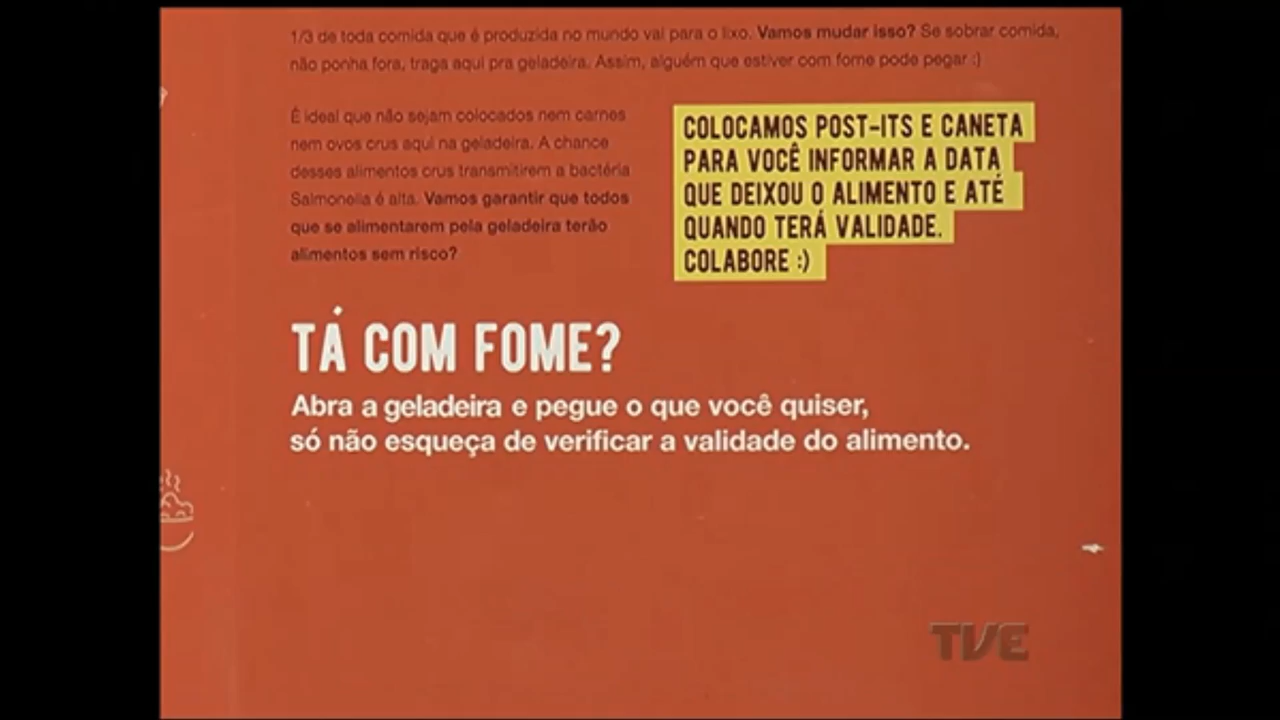 1/3 de toda comida que é produzida no mundo vai para o lixo. Vamos mudar isso? Se sobrar comida,
não ponha fora, traga aqui pra geladeira. Assim, alguém que estiver com fome pode pegar :)
É ideal que não sejam colocados nem carnes
nem ovos crus aqui na geladeira. A chance
desses alimentos crus transmitirem a bactéria
Salmonella é alta. Vamos garantir que todos
que se alimentarem pela geladeira terão
alimentos sem risco?
COLOCAMOS POST-ITS E CANETA
PARA VOCÊ INFORMAR A DATA
QUE DEIXOU O ALIMENTO E ATÉ
QUANDO TERÁ VALIDADE.
COLABORE :)
TÁ COM FOME?
Abra a geladeira e pegue o que você quiser,
só não esqueça de verificar a validade do alimento.
TVE